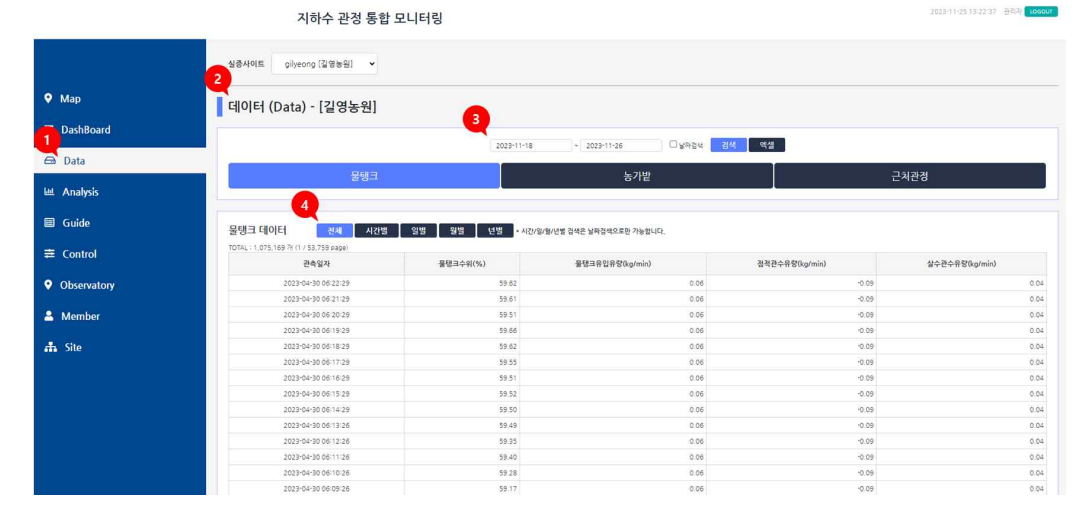 지하수 관정 통합 모니터링
2023-11-25 13:22:37 관리자 LOGOUT
실증사이트 gilyeong [길영농원]
2
Map
데이터 (Data) - [길영농원]
3
DashBoard
1
2023-11-18 ~ 2023-11-26 날짜검색 검색 엑셀
Data
물탱크 농가밭 근처관정
Analysis
4
Guide
물탱크 데이터 전체 시간별 일별 월별 년별 * 시간/일/월/년별 검색은 날짜검색으로만 가능합니다.
TOTAL : 1,075,169 개 (1 / 53,759 page)
Control
Observatory
Member
Site
관측일자 물탱크수위(%) 물탱크유입유량(kg/min) 점적관수유량(kg/min) 살수관수유량(kg/min)
2023-04-30 06:22:29 59.62 0.06 -0.09 0.04
2023-04-30 06:21:29 59.61 0.06 -0.09 0.04
2023-04-30 06:20:29 59.51 0.06 -0.09 0.04
2023-04-30 06:19:29 59.66 0.06 -0.09 0.04
2023-04-30 06:18:29 59.62 0.06 -0.09 0.04
2023-04-30 06:17:29 59.55 0.06 -0.09 0.04
2023-04-30 06:16:29 59.51 0.06 -0.09 0.04
2023-04-30 06:15:29 59.52 0.06 -0.09 0.04
2023-04-30 06:14:29 59.50 0.06 -0.09 0.04
2023-04-30 06:13:26 59.49 0.06 -0.09 0.04
2023-04-30 06:12:26 59.35 0.06 -0.09 0.04
2023-04-30 06:11:26 59.40 0.06 -0.09 0.04
2023-04-30 06:10:26 59.28 0.06 -0.09 0.04
2023-04-30 06:09:26 59.17 0.06 -0.09 0.04